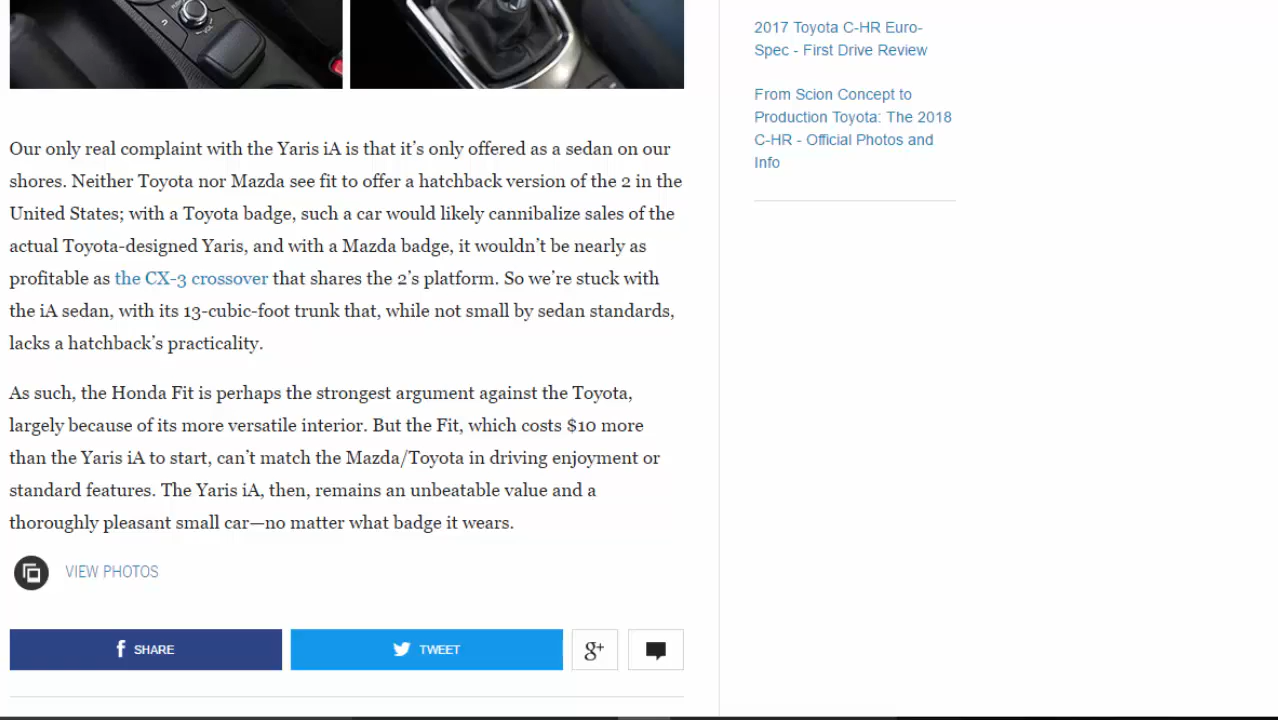 Our only real complaint with the Yaris iA is that it’s only offered as a sedan on our
shores. Neither Toyota nor Mazda see fit to offer a hatchback version of the 2 in the
United States; with a Toyota badge, such a car would likely cannibalize sales of the
actual Toyota-designed Yaris, and with a Mazda badge, it wouldn’t be nearly as
profitable as the CX-3 crossover that shares the 2’s platform. So we’re stuck with
the iA sedan, with its 13-cubic-foot trunk that, while not small by sedan standards,
lacks a hatchback’s practicality.
As such, the Honda Fit is perhaps the strongest argument against the Toyota,
largely because of its more versatile interior. But the Fit, which costs $10 more
than the Yaris iA to start, can’t match the Mazda/Toyota in driving enjoyment or
standard features. The Yaris iA, then, remains an unbeatable value and a
thoroughly pleasant small car—no matter what badge it wears.
VIEW PHOTOS
f SHARE
TWEET
g+
2017 Toyota C-HR Euro-
Spec - First Drive Review
From Scion Concept to
Production Toyota: The 2018
C-HR - Official Photos and
Info